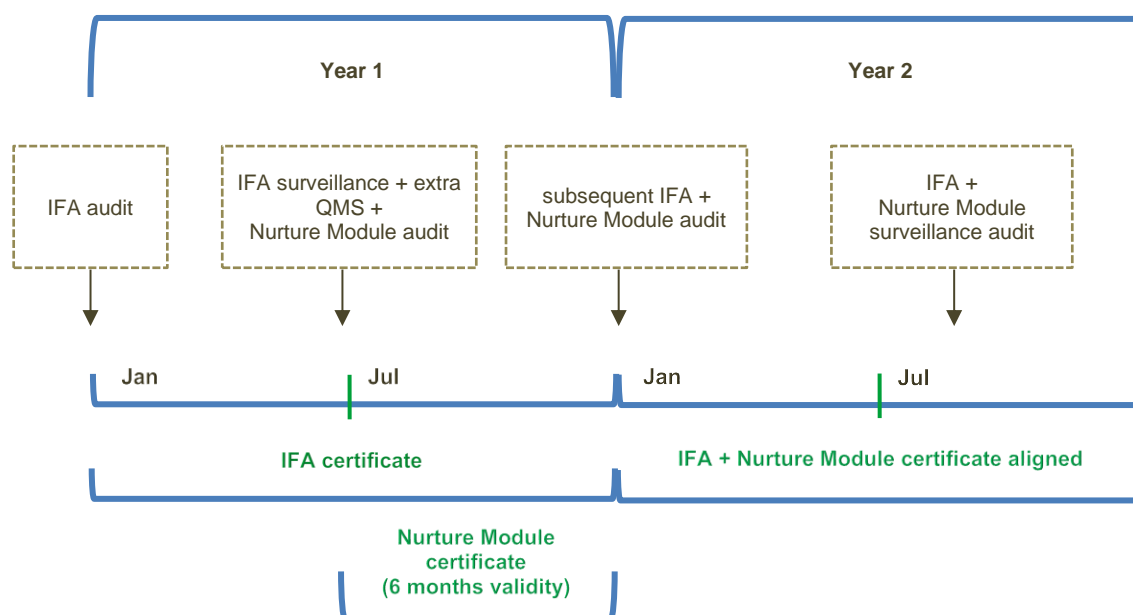 Year 1
Year 2
IFA audit
IFA surveillance + extra
QMS +
Nurture Module audit
subsequent IFA +
Nurture Module audit
IFA +
Nurture Module
surveillance audit
Jan
Jul
Jan
Jul
IFA certificate
IFA + Nurture Module certificate aligned
Nurture Module
certificate
(6 months validity)